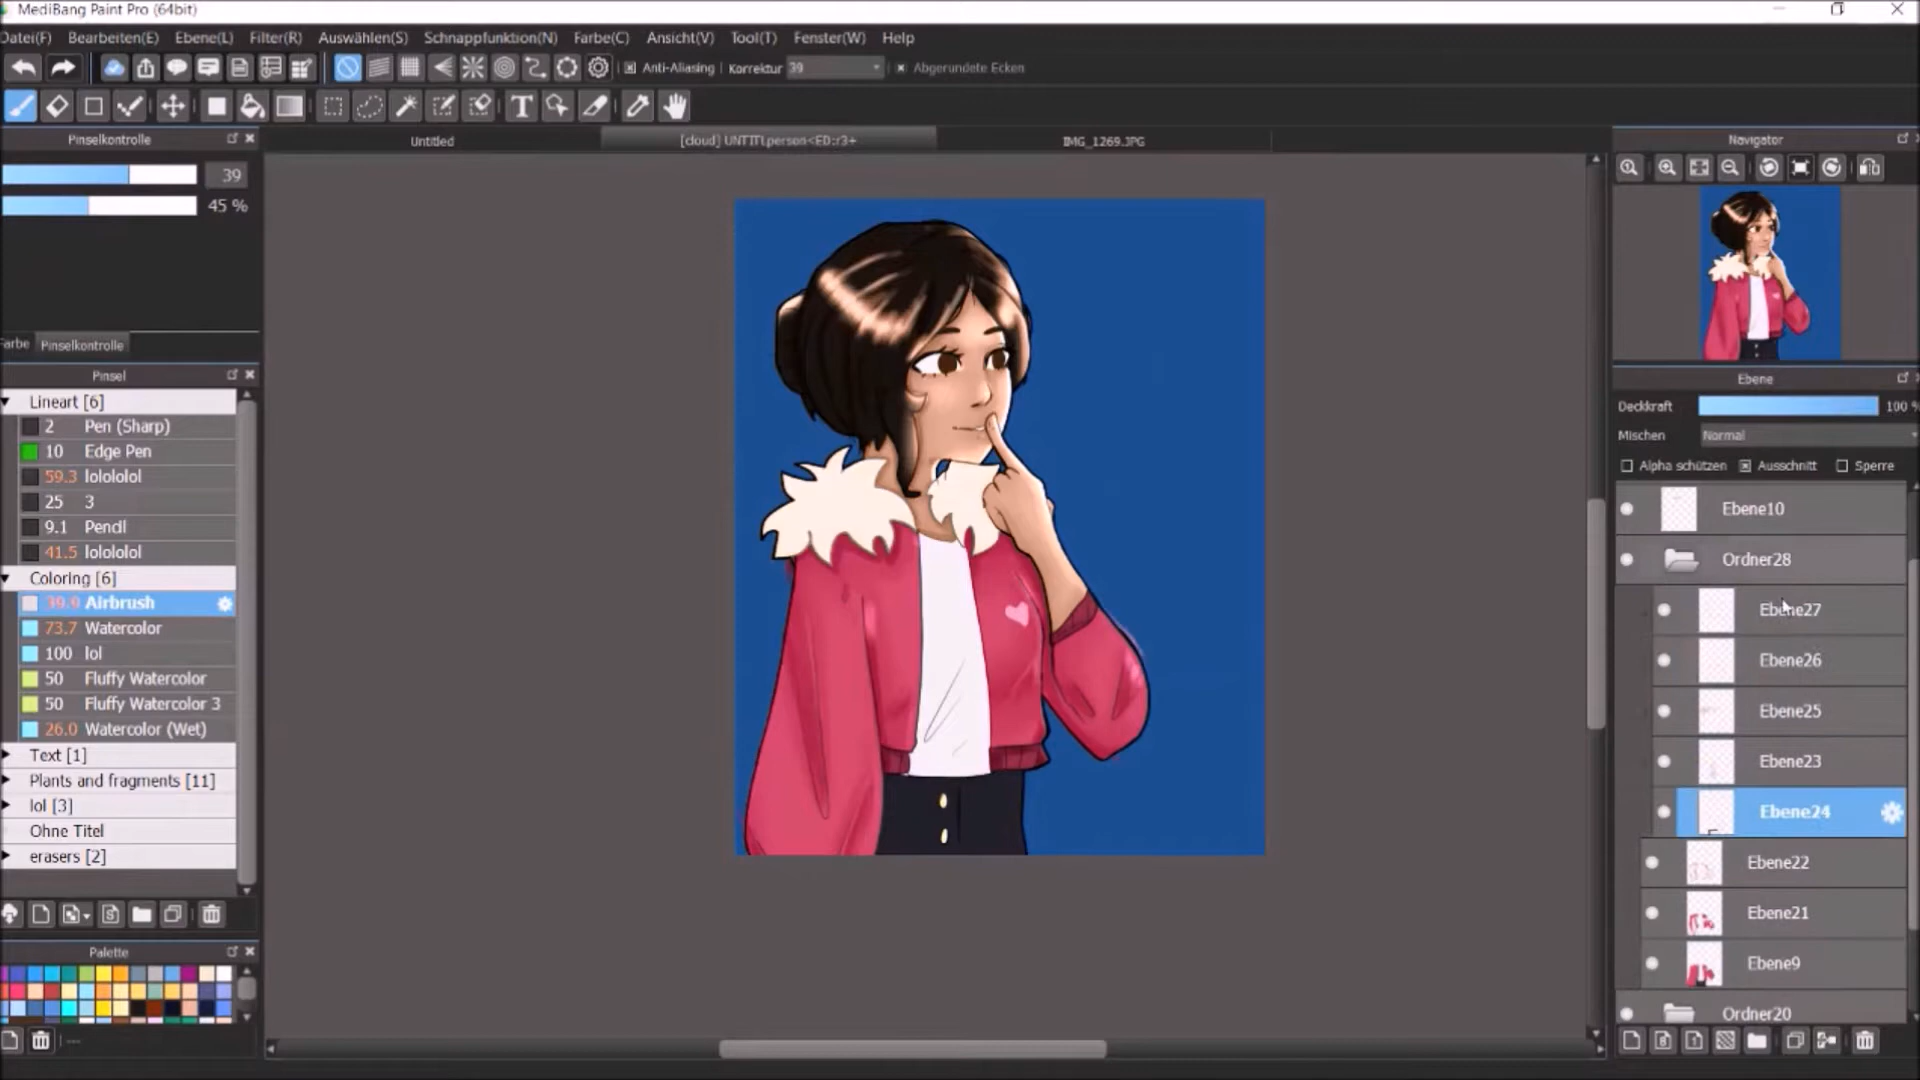 MediBang Paint Pro (64bit)
Datei(F) Bearbeiten(E) Ebene(L) Filter(R) Auswählen(S) Schnappfunktion(N) Farbe(C) Ansicht(V) Tool(T) Fenster(W) Help
Anti-Aliasing Korrektur 39 Abgerundete Ecken
Pinselkontrolle
Untitled
[cloud] UNTITLperson<ED:r3+
IMG_1269.JPG
Navigator
39
45 %
Farbe Pinselkontrolle
Pinsel
Lineart [6]
2 Pen (Sharp)
10 Edge Pen
59.3 lolololol
25 3
9.1 Pencil
41.5 lolololol
Coloring [6]
39.9 Airbrush
73.7 Watercolor
100 lol
50 Fluffy Watercolor
50 Fluffy Watercolor 3
26.0 Watercolor (Wet)
Text [1]
Plants and fragments [11]
lol [3]
Ohne Titel
erasers [2]
Palette
---
Ebene
Deckkraft 100 %
Mischen Normal
Alpha schützen Ausschnitt Sperre
Ebene10
Ordner28
Ebene27
Ebene26
Ebene25
Ebene23
Ebene24
Ebene22
Ebene21
Ebene9
Ordner20